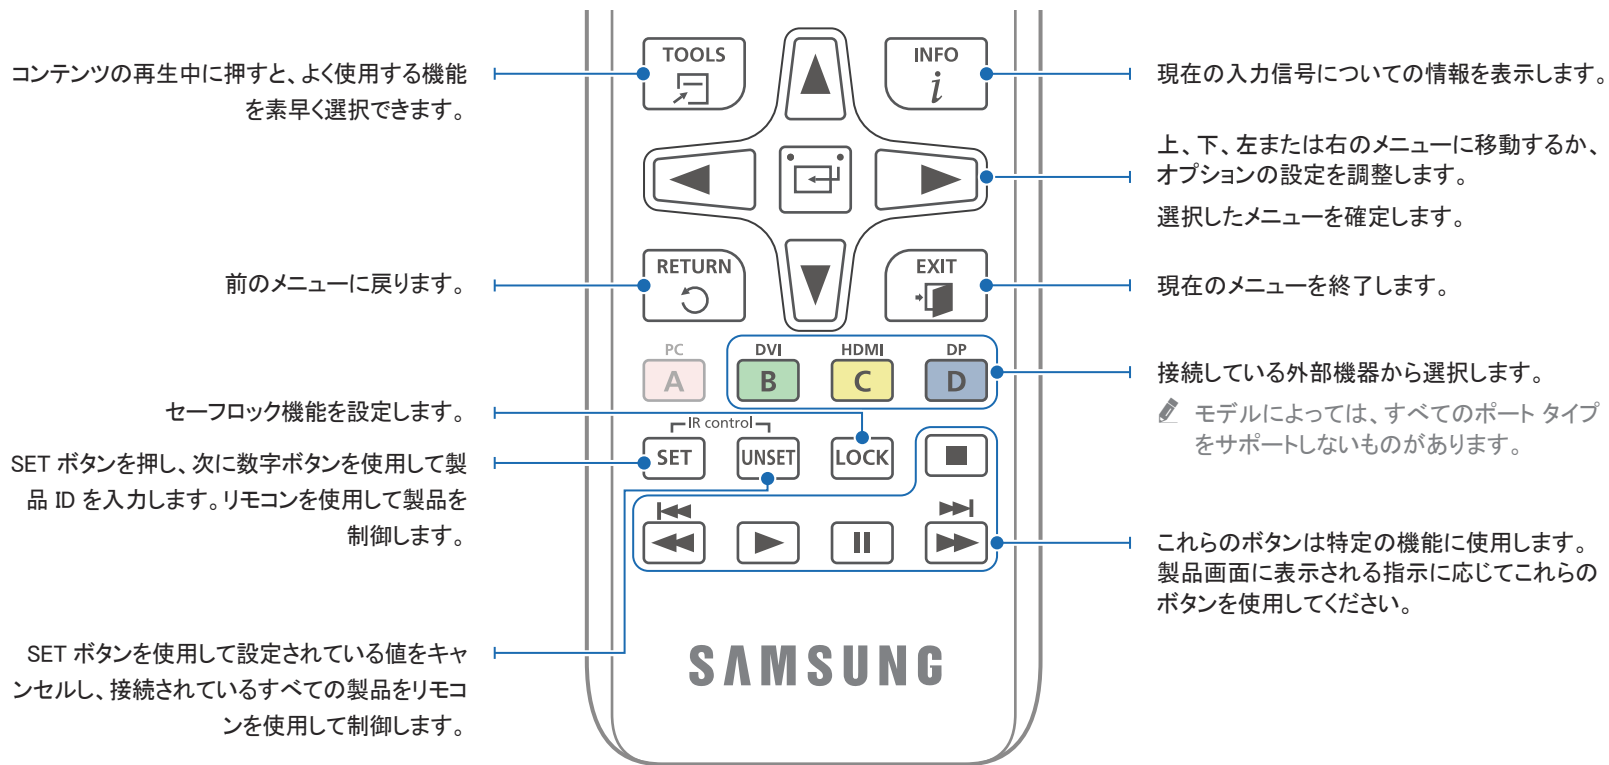 コンテンツの再生中に押すと、よく使用する機能
を素早く選択できます。
TOOLS
INFO
i
現在の入力信号についての情報を表示します。
上、下、左または右のメニューに移動するか、
オプションの設定を調整します。
選択したメニューを確定します。
前のメニューに戻ります。
RETURN
EXIT
現在のメニューを終了します。
PC
DVI
HDMI
DP
A
B
C
D
接続している外部機器から選択します。
モデルによっては、すべてのポート タイプ
をサポートしないものがあります。
セーフロック機能を設定します。
IR control
SET
UNSET
LOCK
SET ボタンを押し、次に数字ボタンを使用して製
品 ID を入力します。リモコンを使用して製品を
制御します。
これらのボタンは特定の機能に使用します。
製品画面に表示される指示に応じてこれらの
ボタンを使用してください。
SET ボタンを使用して設定されている値をキャ
ンセルし、接続されているすべての製品をリモコ
ンを使用して制御します。
SAMSUNG